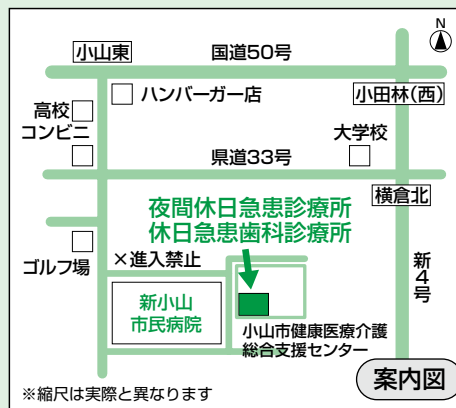 N
小山東
国道50号
ハンバーガー店
小田林(西)
高校
コンビニ
大学校
県道33号
横倉北
夜間休日急患診療所
休日急患歯科診療所
ゴルフ場
×進入禁止
新4号
新小山
市民病院
小山市健康医療介護
総合支援センター
案内図
※縮尺は実際と異なります